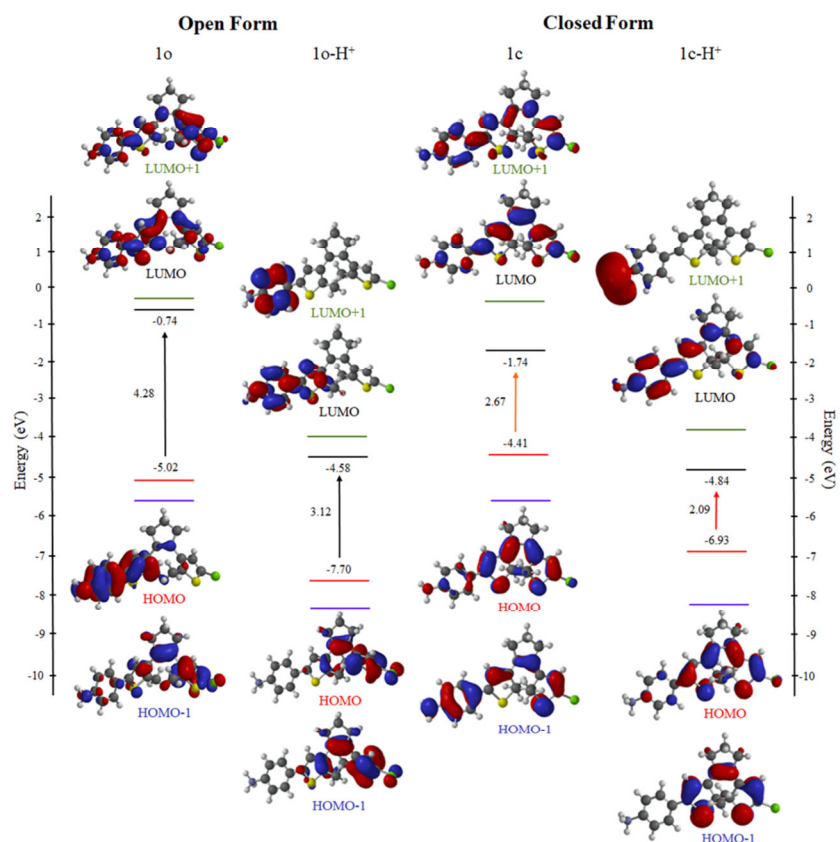 Open Form
Closed Form
1o
1o-H⁺
1c
1c-H⁺
LUMO+1
LUMO+1
LUMO
LUMO
LUMO+1
LUMO+1
LUMO
LUMO
2
1
0
-1
-2
-3
-4
-5
-6
-7
-8
-9
-10
Energy (eV)
2
1
0
-1
-2
-3
-4
-5
-6
-7
-8
-9
-10
Energy (eV)
-0.74
4.28
-5.02
-4.58
3.12
-7.70
-1.74
2.67
-4.41
-4.84
2.09
-6.93
HOMO
HOMO-1
HOMO
HOMO-1
HOMO
HOMO-1
HOMO
HOMO-1